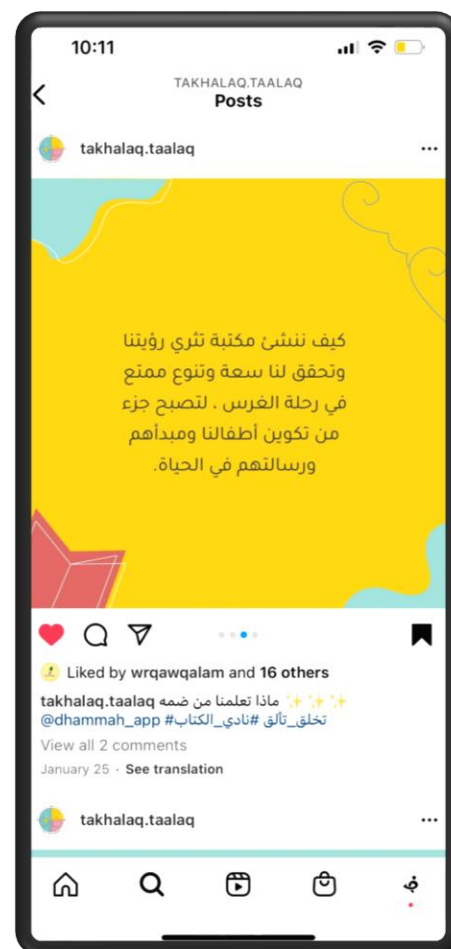 10:11
TAKHALAQ.TAALAQ
Posts
takhalaq.taalaq
كيف ننشئ مكتبة تثري رؤيتنا
وتحقق لنا سعة وتنوع ممتع
في رحلة الغرس ، لتصبح جزء
من تكوين أطفالنا ومبدأهم
ورسالتهم في الحياة.
Liked by wrqawqalam and 16 others
takhalaq.taalaq ماذا تعلمنا من ضمه ✨ ✨ ✨
@dhammah_app #تخلق_تألق #نادي_الكتاب
View all 2 comments
January 25 · See translation
takhalaq.taalaq